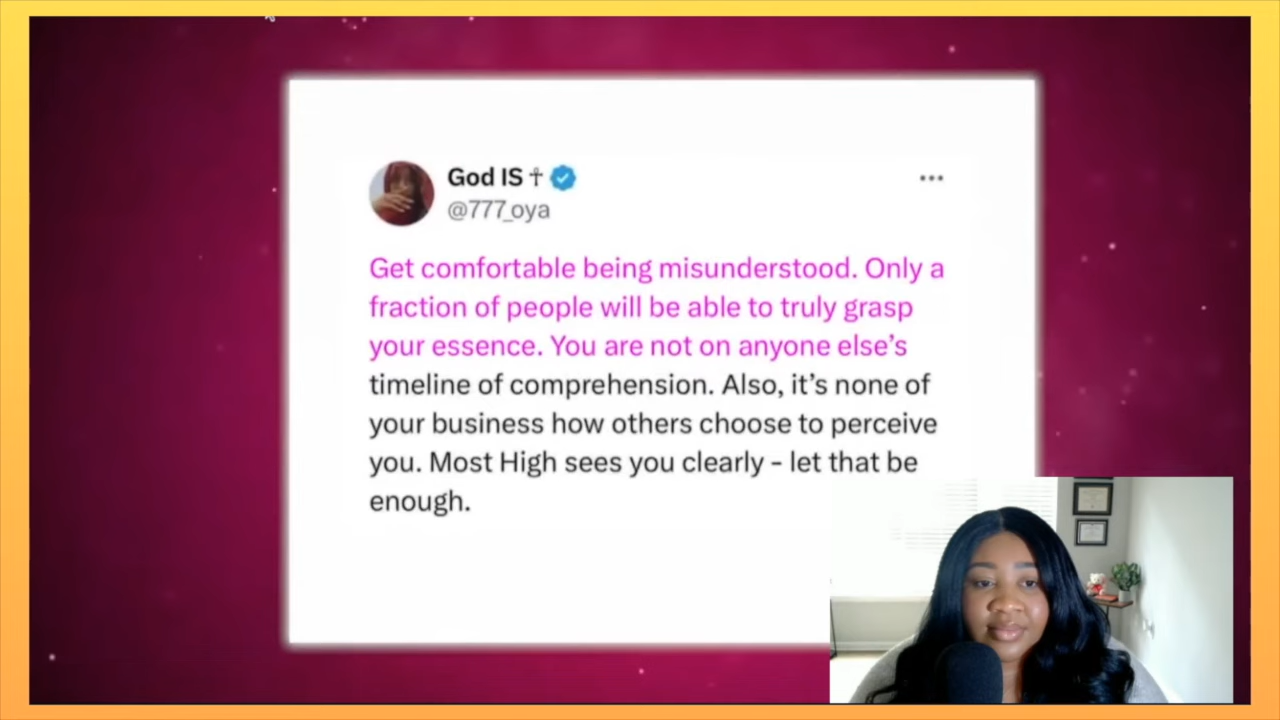 God IS ☥
@777_oya
Get comfortable being misunderstood. Only a
fraction of people will be able to truly grasp
your essence. You are not on anyone else’s
timeline of comprehension. Also, it’s none of
your business how others choose to perceive
you. Most High sees you clearly - let that be
enough.